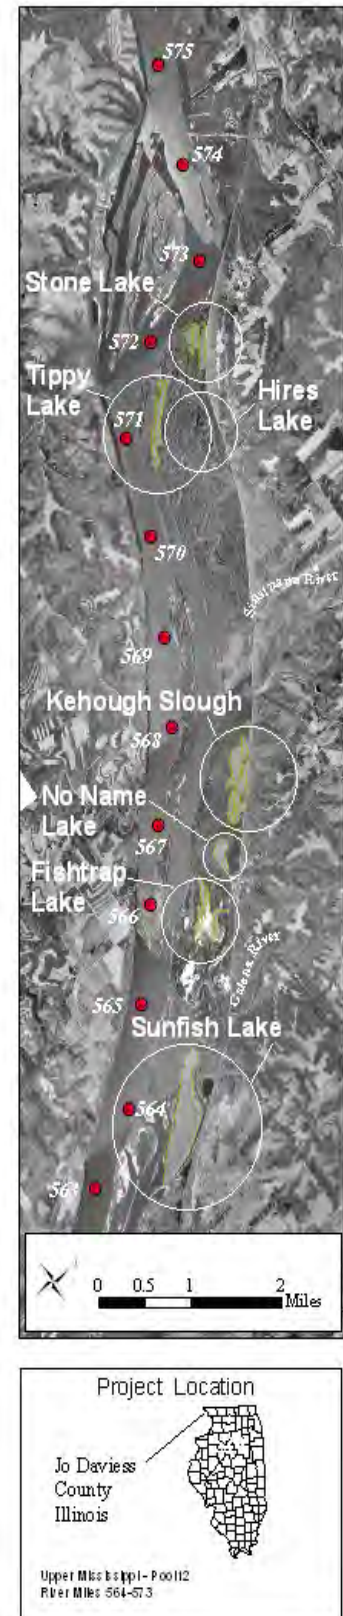 575
574
573
Stone Lake
572
Tippy
Lake
Hires
Lake
571
570
Sinsinawa River
569
Kehough Slough
568
No Name
Lake
567
Fishtrap
Lake
566
Galena River
565
Sunfish Lake
564
563
0 0.5 1 2
Miles
Project Location
Jo Daviess
County
Illinois
Upper Mississippi - Pool 12
River Miles 564-573